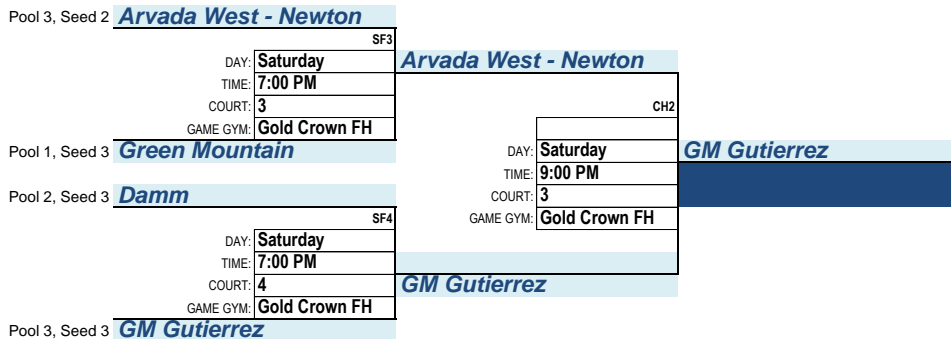 Pool 3, Seed 2 Arvada West - Newton
SF3
DAY: Saturday
TIME: 7:00 PM
COURT: 3
GAME GYM: Gold Crown FH
Pool 1, Seed 3 Green Mountain
Arvada West - Newton
CH2
DAY: Saturday
TIME: 9:00 PM
COURT: 3
GAME GYM: Gold Crown FH
GM Gutierrez
Pool 2, Seed 3 Damm
SF4
DAY: Saturday
TIME: 7:00 PM
COURT: 4
GAME GYM: Gold Crown FH
Pool 3, Seed 3 GM Gutierrez
GM Gutierrez